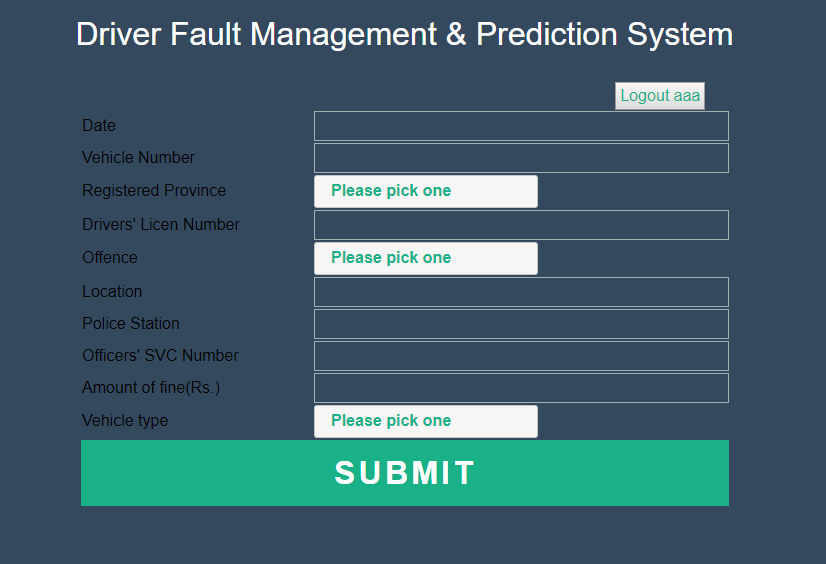 Driver Fault Management & Prediction System
Logout aaa
Date
Vehicle Number
Registered Province Please pick one
Drivers' Licen Number
Offence Please pick one
Location
Police Station
Officers' SVC Number
Amount of fine(Rs.)
Vehicle type Please pick one
SUBMIT